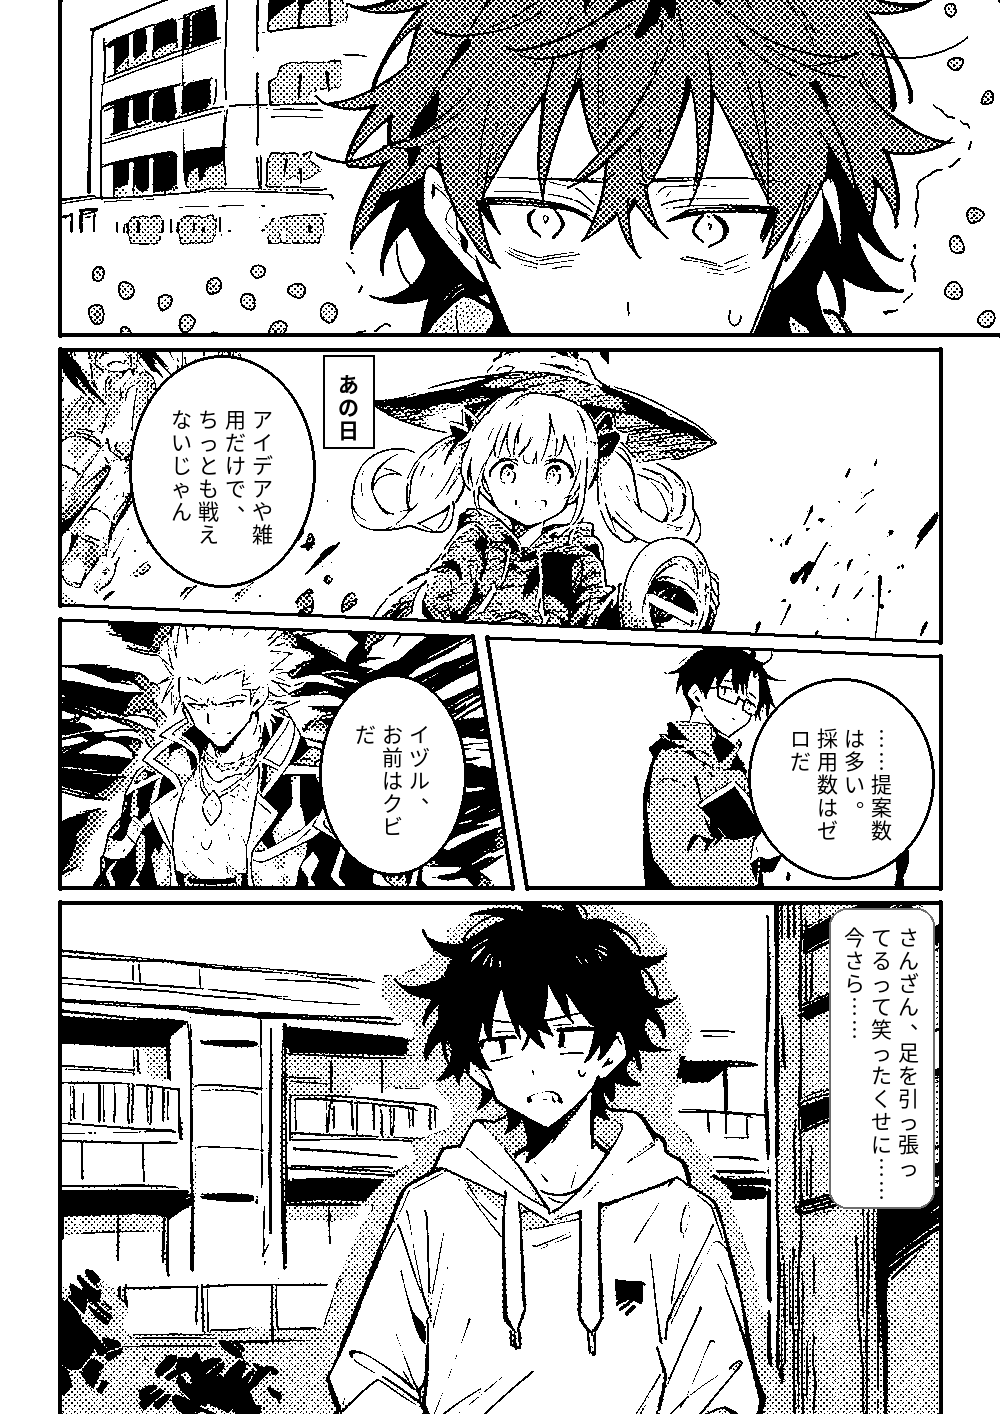 あの日
アイデアや雑
用だけで、
ちっとも戦え
ないじゃん
……提案数
は多い。
採用数はゼ
ロだ
イヅル、
お前はクビ
だ
さんざん、足を引っ張っ
てるって笑ったくせに……
今さら……